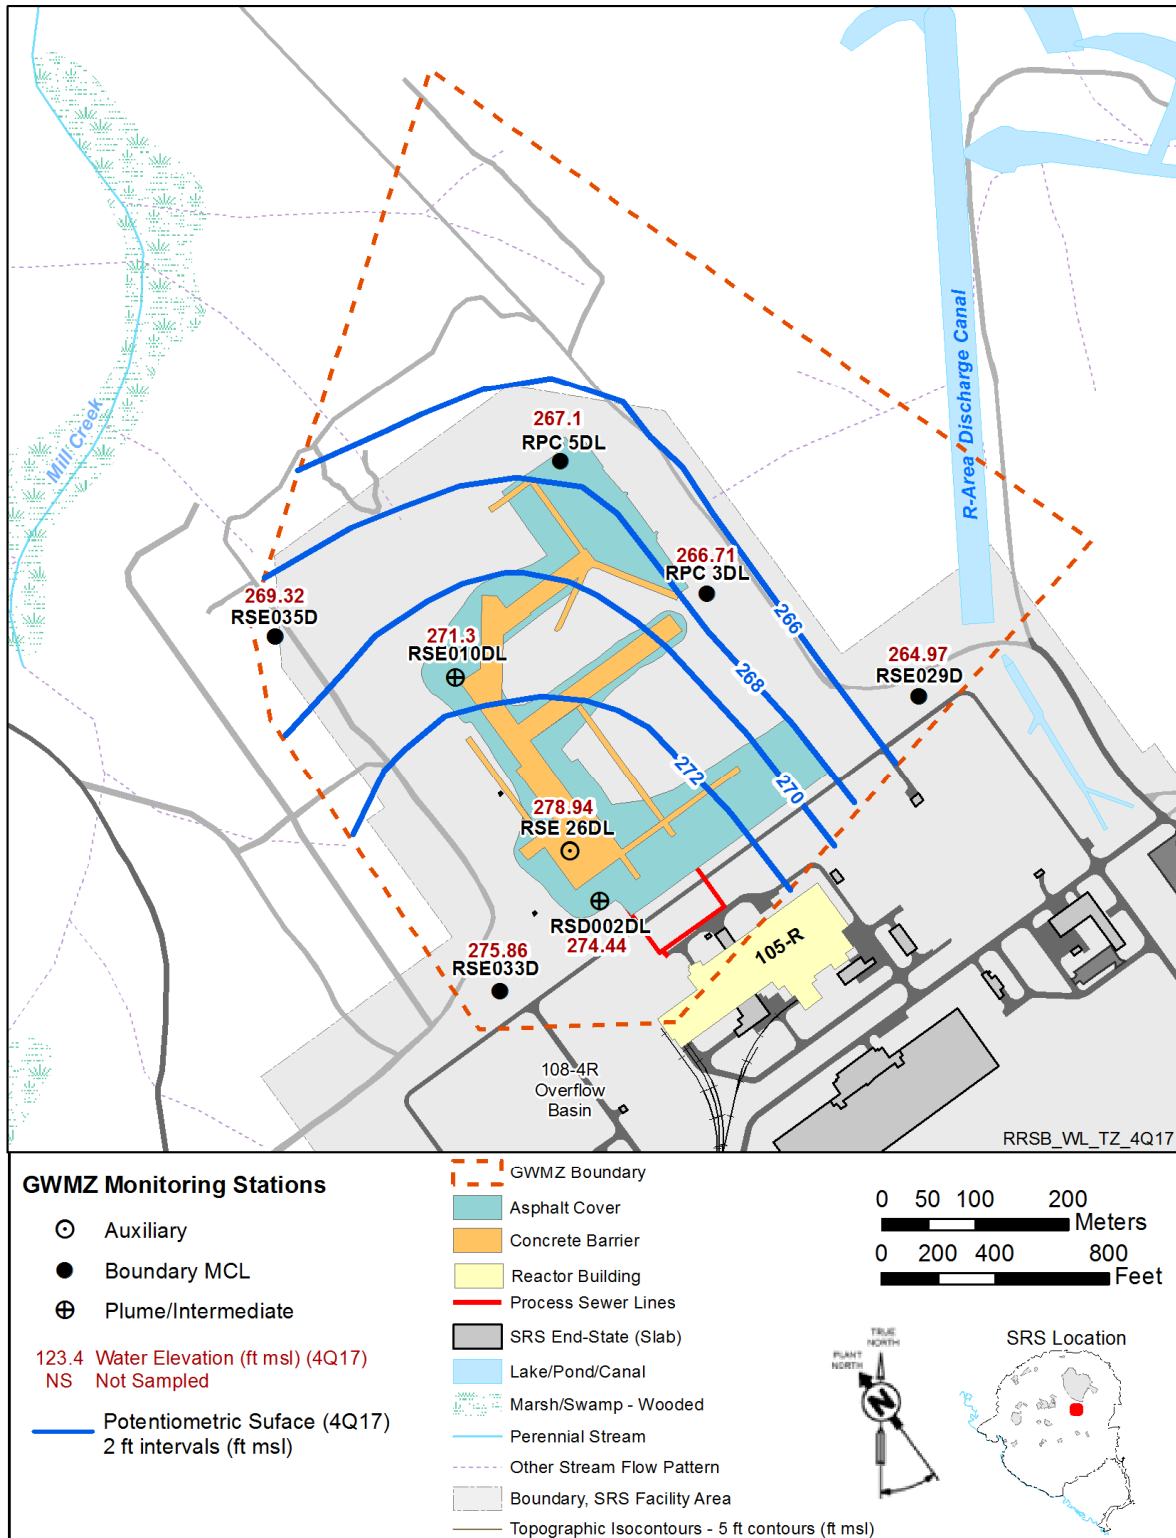 Mill Creek
R-Area Discharge Canal
267.1
RPC 5DL
266.71
RPC 3DL
269.32
RSE035D
271.3
RSE010DL
264.97
RSE029D
266
268
270
272
278.94
RSE 26DL
RSD002DL
274.44
275.86
RSE033D
105-R
108-4R
Overflow
Basin
RRSB_WL_TZ_4Q17
GWMZ Monitoring Stations
Auxiliary
Boundary MCL
Plume/Intermediate
123.4 Water Elevation (ft msl) (4Q17)
NS Not Sampled
Potentiometric Suface (4Q17)
2 ft intervals (ft msl)
GWMZ Boundary
Asphalt Cover
Concrete Barrier
Reactor Building
Process Sewer Lines
SRS End-State (Slab)
Lake/Pond/Canal
Marsh/Swamp - Wooded
Perennial Stream
Other Stream Flow Pattern
Boundary, SRS Facility Area
Topographic Isocontours - 5 ft contours (ft msl)
0 50 100 200
Meters
0 200 400 800
Feet
TRUE
NORTH
PLANT
NORTH
N
SRS Location